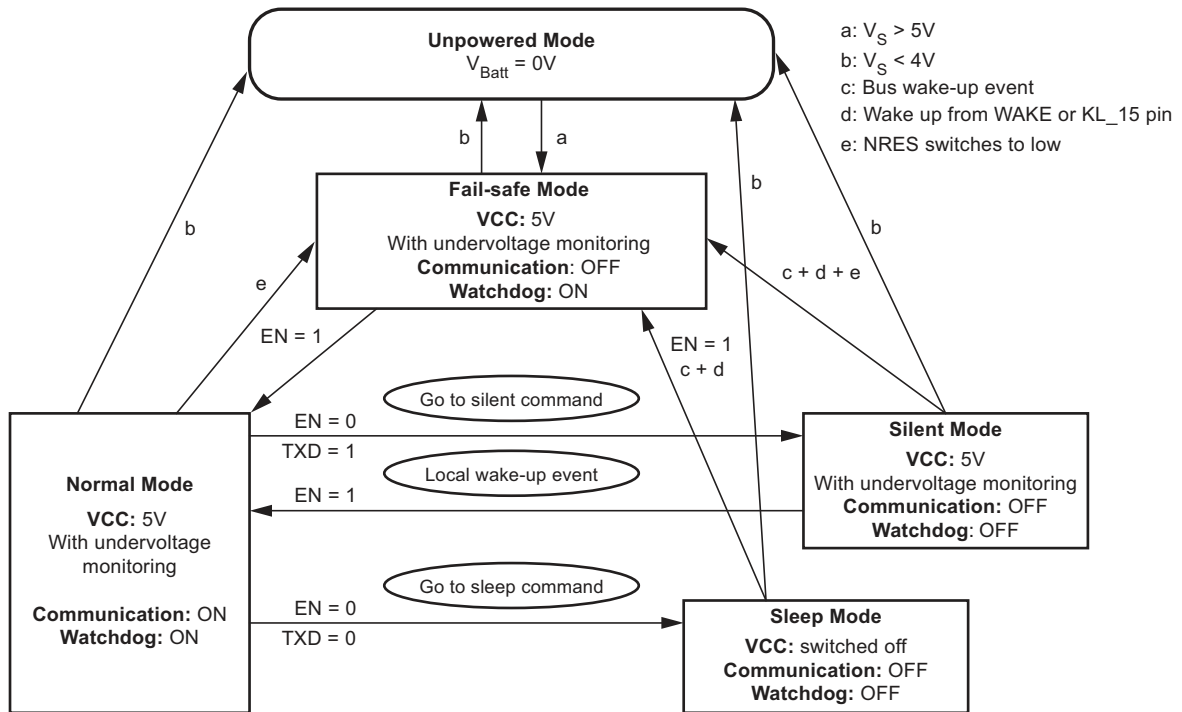 Unpowered Mode
V_Batt = 0V
a: V_S > 5V
b: V_S < 4V
c: Bus wake-up event
d: Wake up from WAKE or KL_15 pin
e: NRES switches to low
b
a
b
b
b
Fail-safe Mode
VCC: 5V
With undervoltage monitoring
Communication: OFF
Watchdog: ON
e
c + d + e
EN = 1
EN = 1
c + d
Go to silent command
EN = 0
TXD = 1
Local wake-up event
EN = 1
Normal Mode
VCC: 5V
With undervoltage
monitoring
Communication: ON
Watchdog: ON
Silent Mode
VCC: 5V
With undervoltage monitoring
Communication: OFF
Watchdog: OFF
Go to sleep command
EN = 0
TXD = 0
Sleep Mode
VCC: switched off
Communication: OFF
Watchdog: OFF